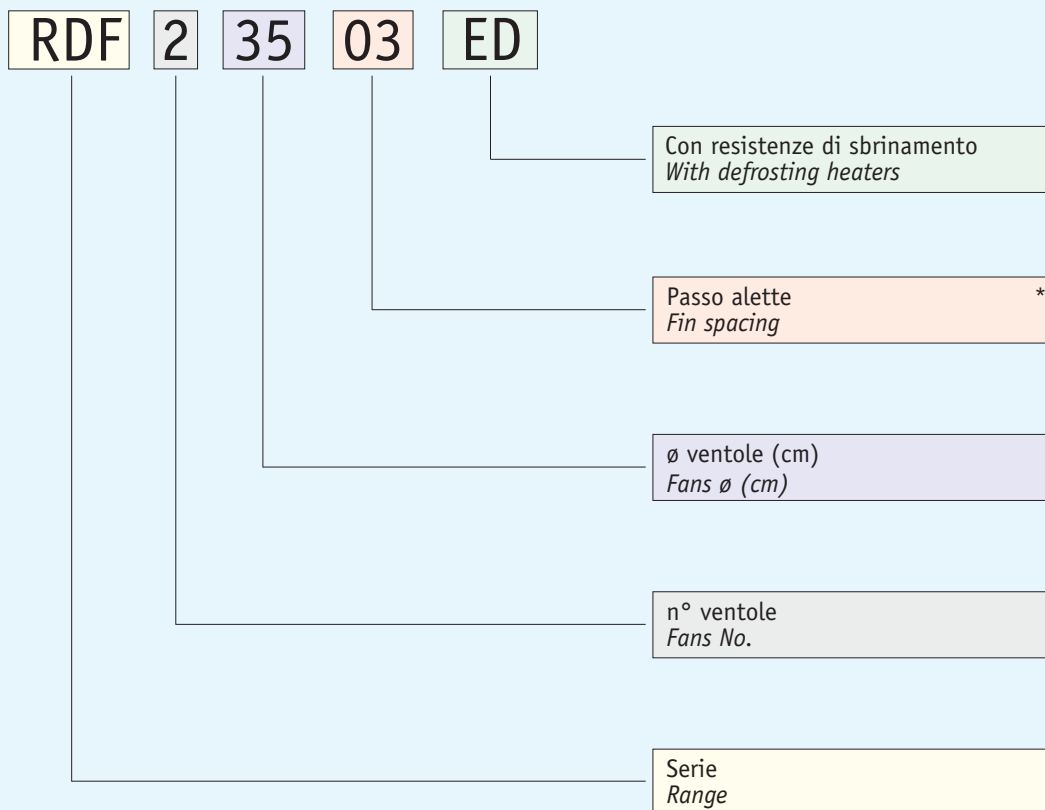 RDF 2 35 03 ED
Con resistenze di sbrinamento
With defrosting heaters
Passo alette *
Fin spacing
ø ventole (cm)
Fans ø (cm)
n° ventole
Fans No.
Serie
Range